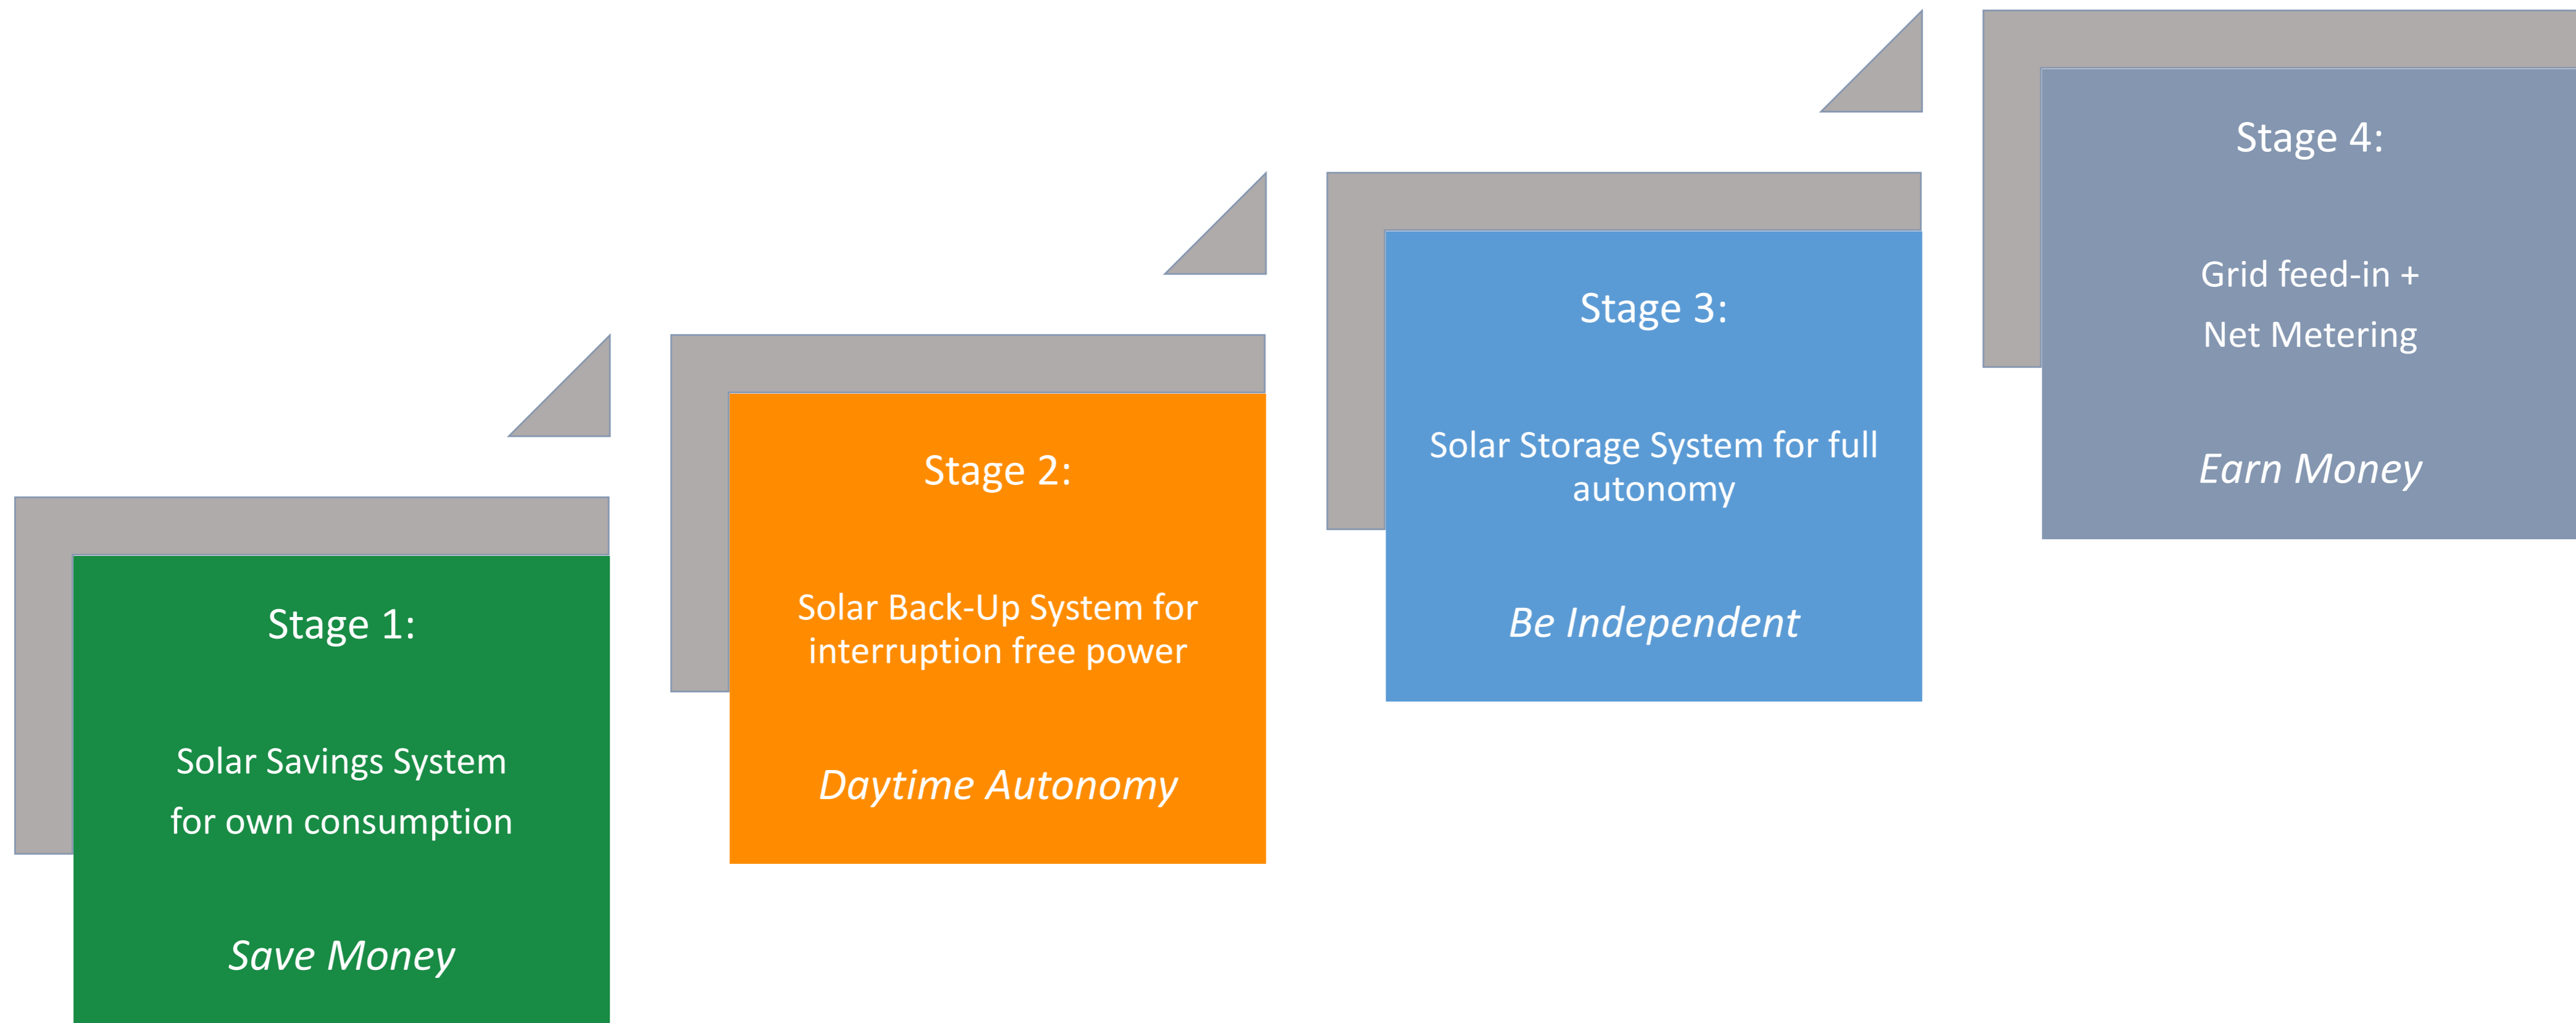 Stage 1:
Solar Savings System
for own consumption
Save Money
Stage 2:
Solar Back-Up System for
interruption free power
Daytime Autonomy
Stage 3:
Solar Storage System for full
autonomy
Be Independent
Stage 4:
Grid feed-in +
Net Metering
Earn Money